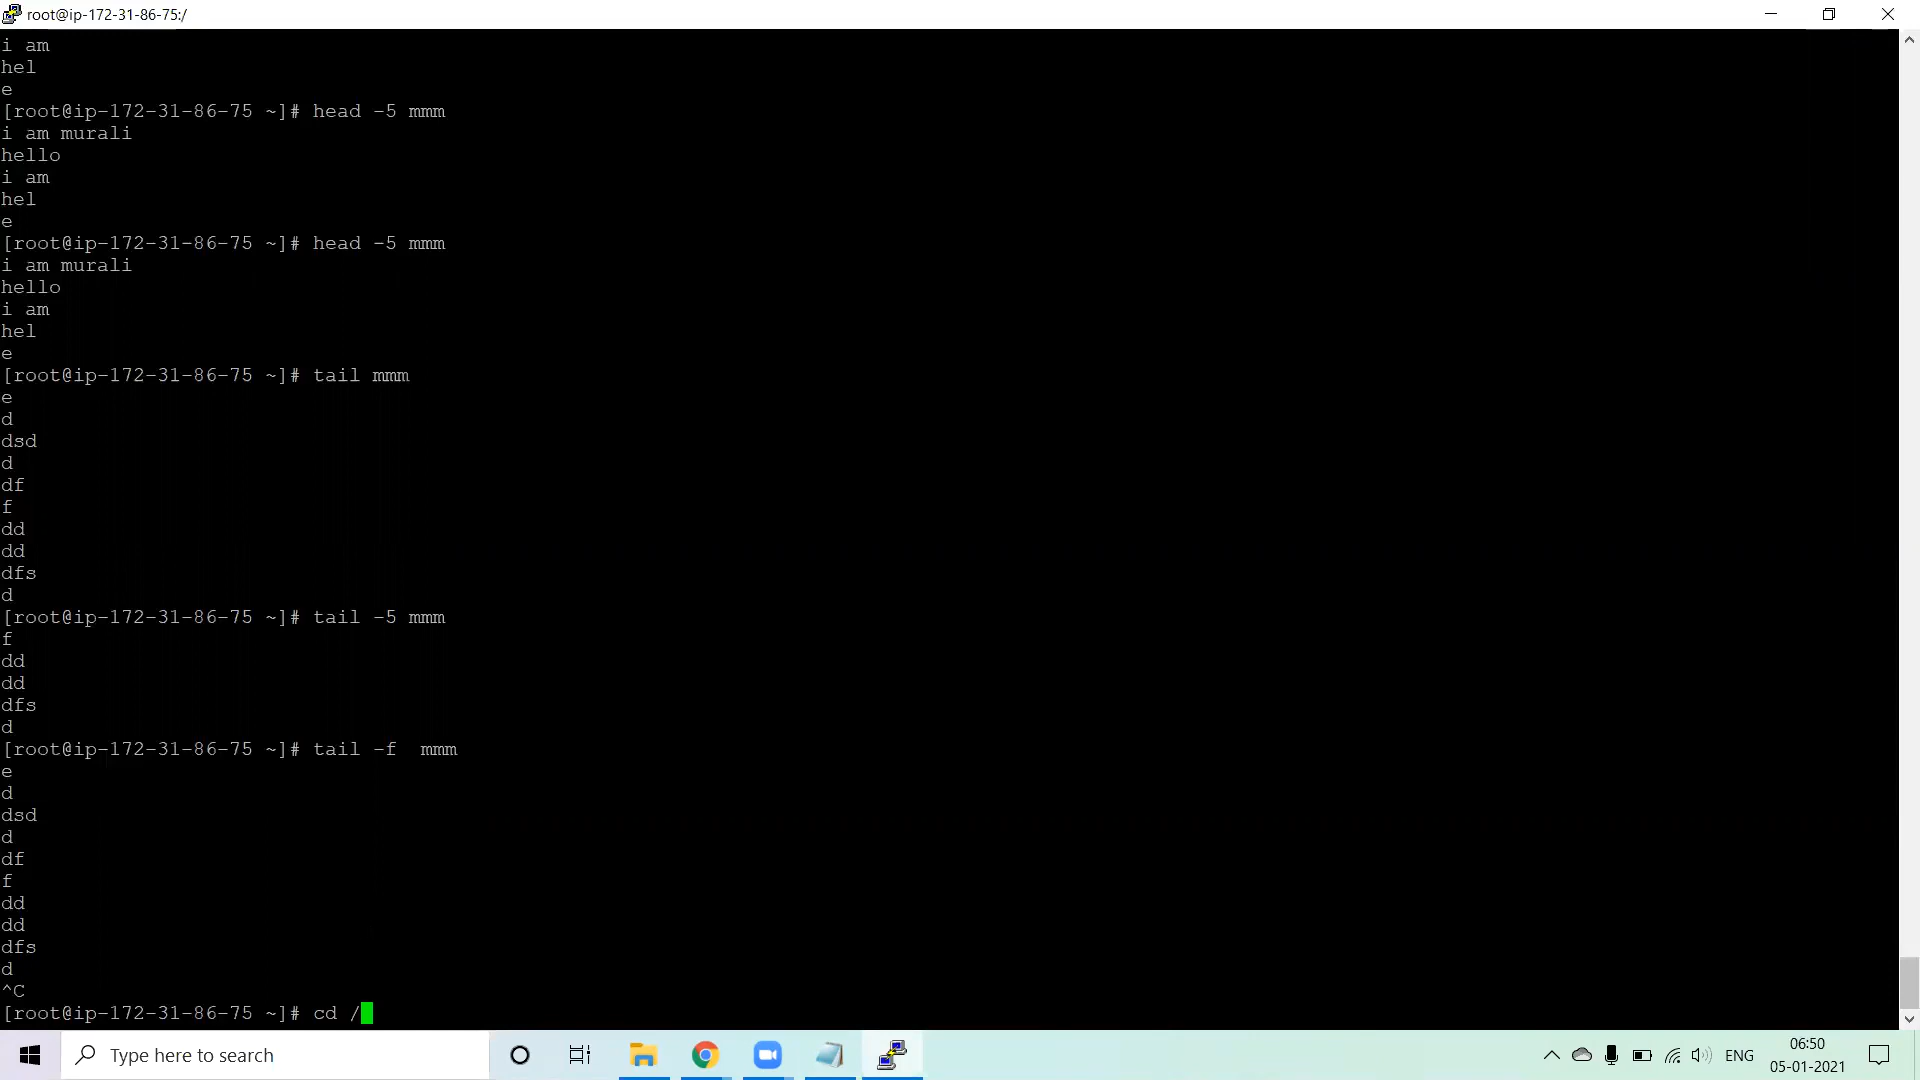 root@ip-172-31-86-75:/
i am
hel
e
[root@ip-172-31-86-75 ~]# head -5 mmm
i am murali
hello
i am
hel
e
[root@ip-172-31-86-75 ~]# head -5 mmm
i am murali
hello
i am
hel
e
[root@ip-172-31-86-75 ~]# tail mmm
e
d
dsd
d
df
f
dd
dd
dfs
d
[root@ip-172-31-86-75 ~]# tail -5 mmm
f
dd
dd
dfs
d
[root@ip-172-31-86-75 ~]# tail -f  mmm
e
d
dsd
d
df
f
dd
dd
dfs
d
^C
[root@ip-172-31-86-75 ~]# cd /
Type here to search
ENG
06:50
05-01-2021